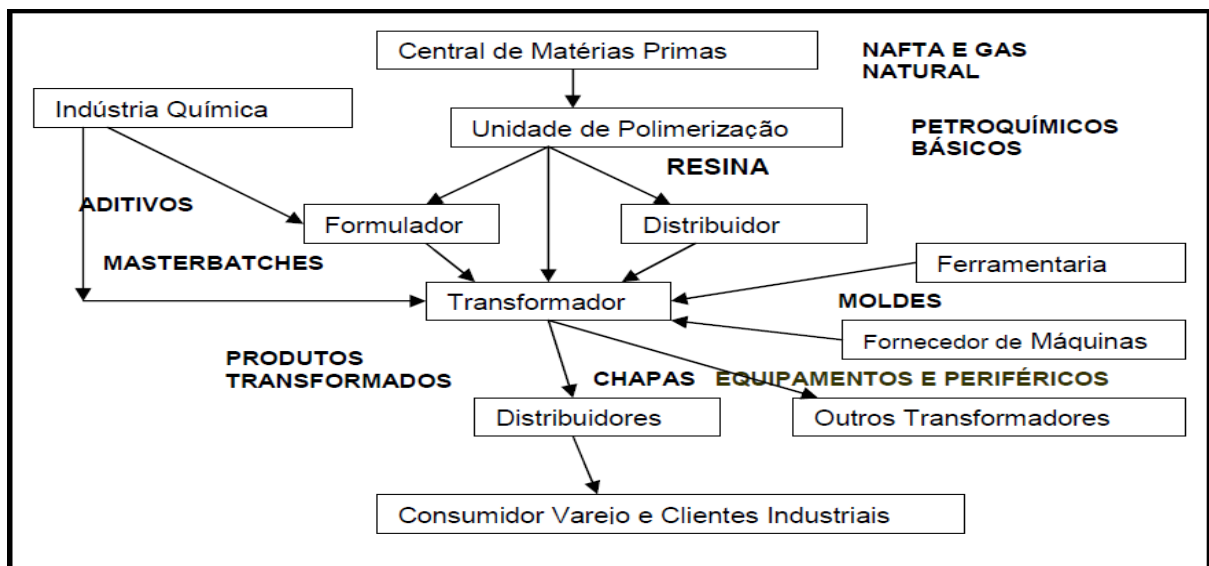 Central de Matérias Primas
NAFTA E GAS
NATURAL
Indústria Química
Unidade de Polimerização
PETROQUÍMICOS
BÁSICOS
RESINA
ADITIVOS
Formulador
Distribuidor
MASTERBATCHES
Ferramentaria
Transformador
MOLDES
Fornecedor de Máquinas
PRODUTOS
TRANSFORMADOS
CHAPAS
EQUIPAMENTOS E PERIFÉRICOS
Distribuidores
Outros Transformadores
Consumidor Varejo e Clientes Industriais